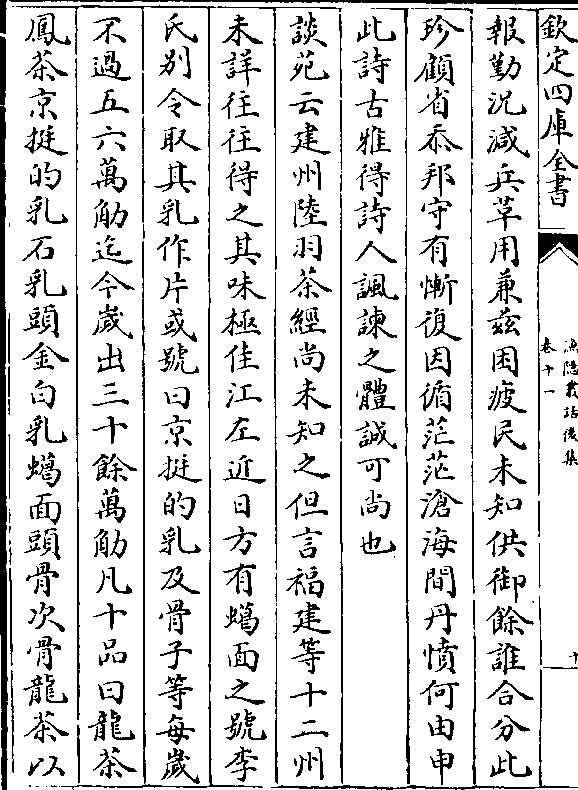 欽定四庫全書
漁隱叢話後集
卷十一
十
報勤况減兵革用兼兹困疲民未知供御餘誰合分此
珍顧省忝邦守有慚復因循茫茫滄海間丹憤何由申
此詩古雅得詩人諷諫之體誠可尚也
談苑云建州陸羽茶經尚未知之但言福建等十二州
未詳往往得之其味極佳江左近日方有蠟面之號李
氏别令取其乳作片或號曰京挺的乳及骨子等每歲
不過五六萬觔迄今歲出三十餘萬觔凡十品曰龍茶
鳳茶京挺的乳石乳頭金白乳蠟面頭骨次骨龍茶以